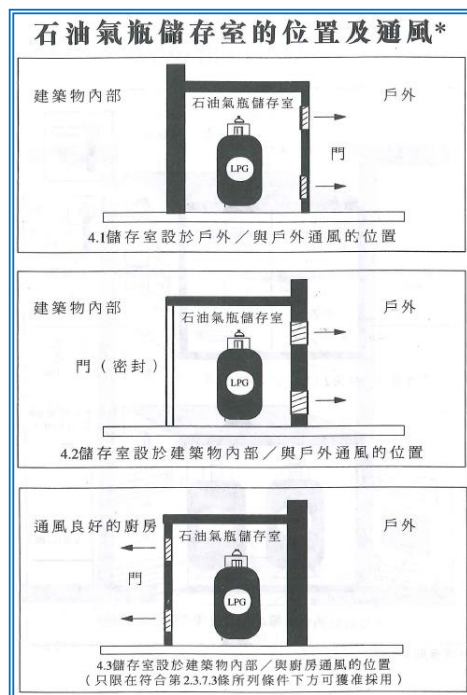 石油氣瓶儲存室的位置及通風*
建築物內部
戶外
石油氣瓶儲存室
LPG
門
4.1儲存室設於戶外／與戶外通風的位置
建築物內部
戶外
石油氣瓶儲存室
門（密封）
LPG
4.2儲存室設於建築物內部／與戶外通風的位置
通風良好的廚房
戶外
石油氣瓶儲存室
門
LPG
4.3儲存室設於建築物內部／與廚房通風的位置
（只限在符合第2.3.7.3條所列條件下方可獲准採用）